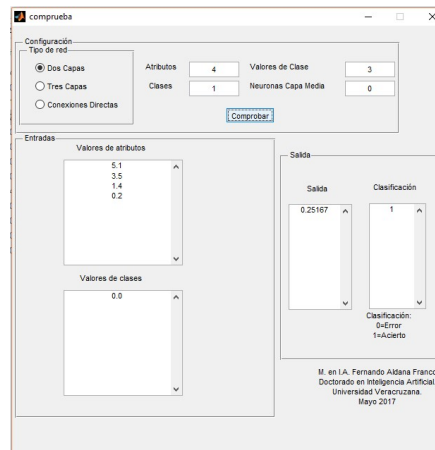 comprueba
Configuración
Tipo de red
Dos Capas
Tres Capas
Conexiones Directas
Atributos 4 Valores de Clase 3
Clases 1 Neuronas Capa Media 0
Comprobar
Entradas
Valores de atributos
5.1
3.5
1.4
0.2
Valores de clases
0.0
Salida
Salida Clasificación
0.25167 1
Clasificación:
0=Error
1=Acierto
M. en I.A. Fernando Aldana Franco
Doctorado en Inteligencia Artificial.
Universidad Veracruzana.
Mayo 2017